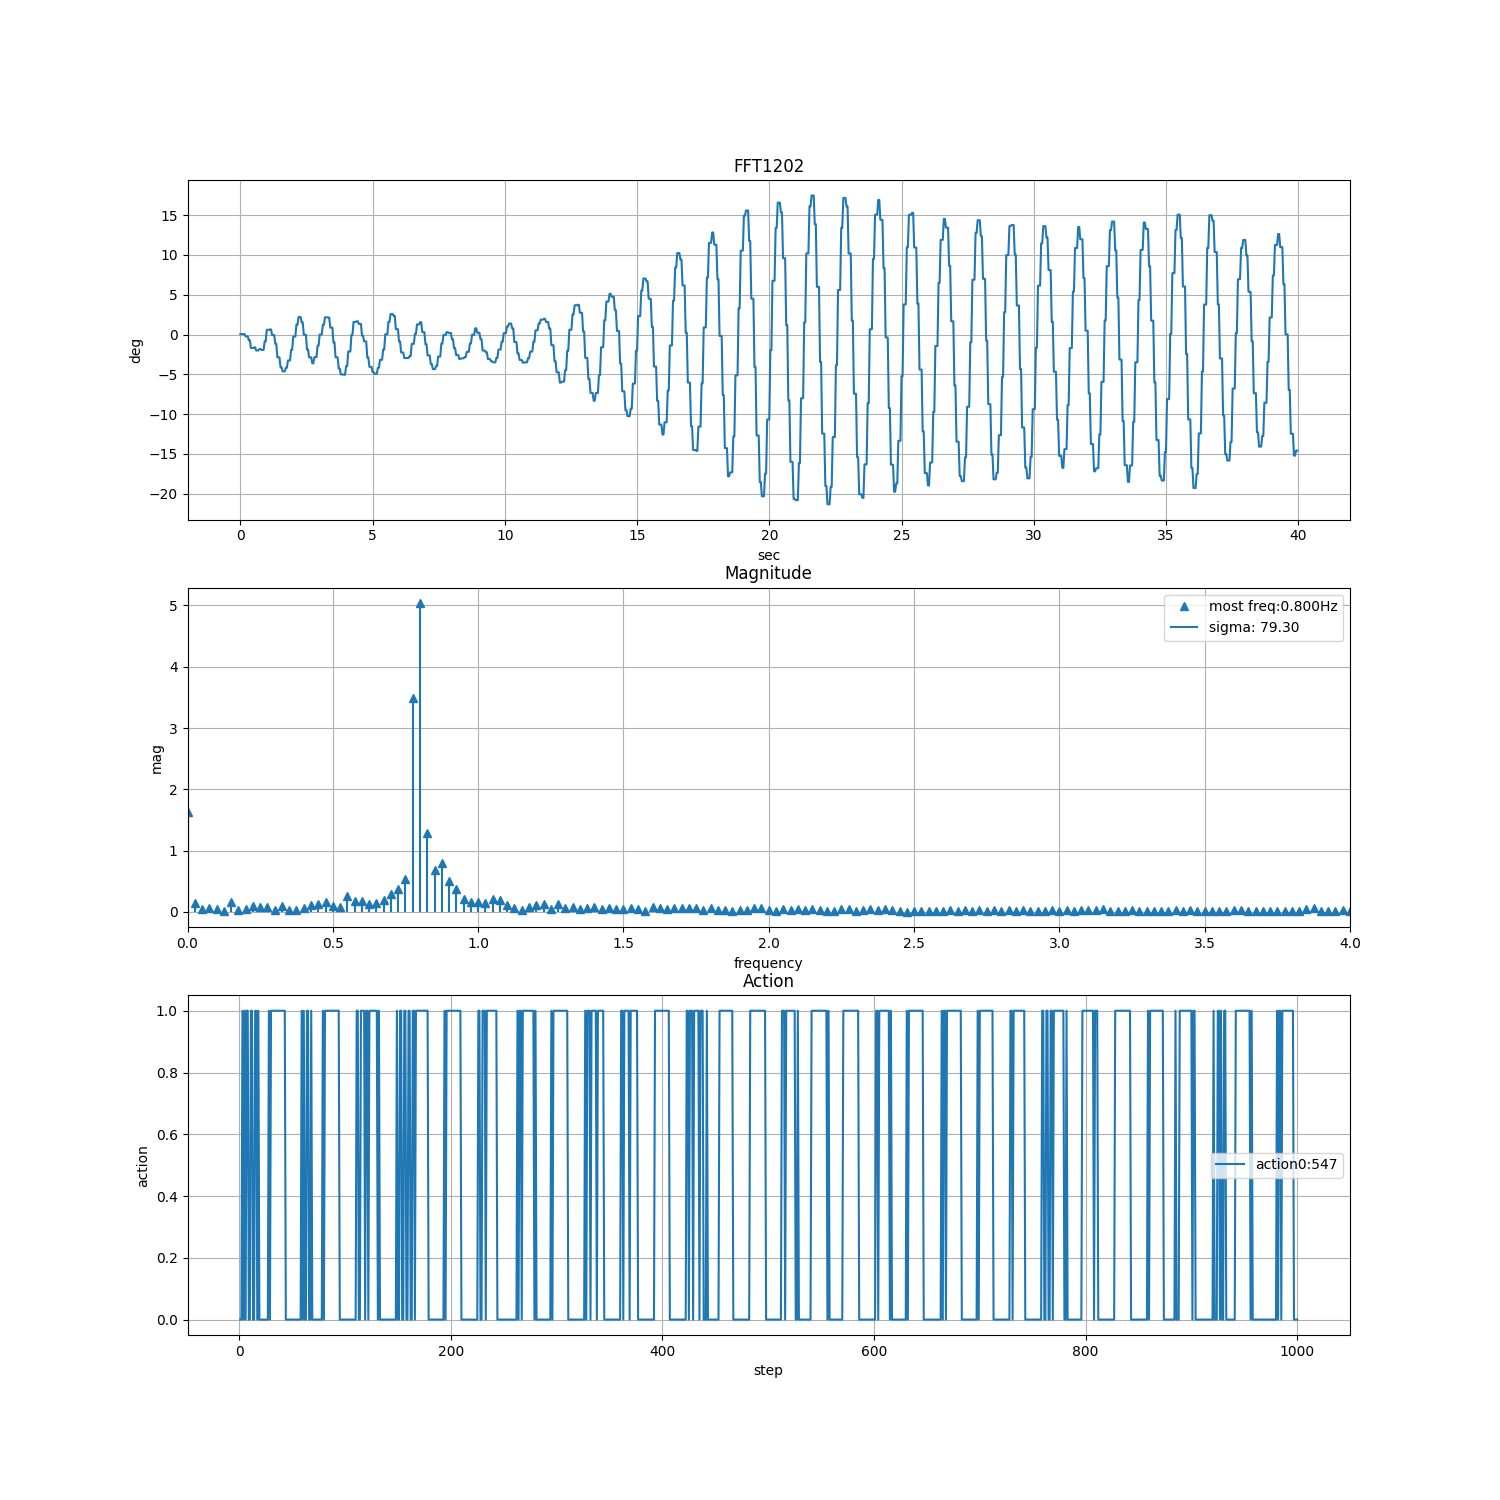 FFT1202
15
10
5
0
−5
−10
−15
−20
deg
0 5 10 15 20 25 30 35 40
sec
Magnitude
most freq:0.800Hz
sigma: 79.30
5
4
3
2
1
0
mag
0.0 0.5 1.0 1.5 2.0 2.5 3.0 3.5 4.0
frequency
Action
1.0
0.8
0.6
0.4
0.2
0.0
action
action0:547
0 200 400 600 800 1000
step